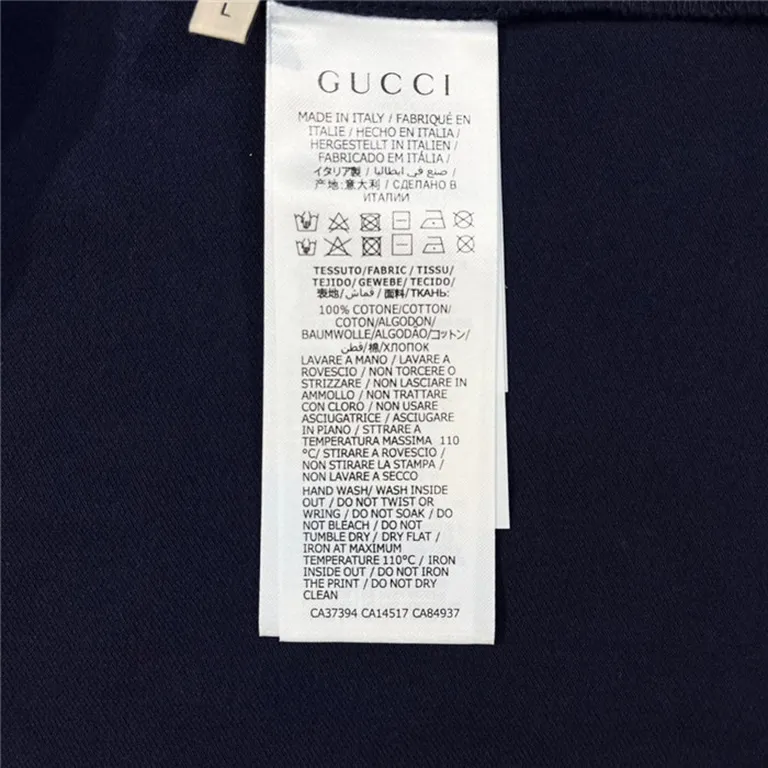 L
GUCCI
MADE IN ITALY / FABRIQUÉ EN
ITALIE / HECHO EN ITALIA /
HERGESTELLT IN ITALIEN /
FABRICADO EM ITÁLIA /
イタリア製 / صنع في ايطاليا /
产地: 意大利 / СДЕЛАНО В
ИТАЛИИ
TESSUTO/FABRIC / TISSU/
TEJIDO/GEWEBE/ TECIDO/
表地/ قماش/ 面料/ТКАНЬ:
100% COTONE/COTTON/
COTON/ALGODON/
BAUMWOLLE/ALGODÃO/コットン/
قطن/棉/ХЛОПОК
LAVARE A MANO / LAVARE A
ROVESCIO / NON TORCERE O
STRIZZARE / NON LASCIARE IN
AMMOLLO / NON TRATTARE
CON CLORO / NON USARE
ASCIUGATRICE / ASCIUGARE
IN PIANO / STTRARE A
TEMPERATURA MASSIMA 110
°C/ STIRARE A ROVESCIO /
NON STIRARE LA STAMPA /
NON LAVARE A SECCO
HAND WASH/ WASH INSIDE
OUT / DO NOT TWIST OR
WRING / DO NOT SOAK / DO
NOT BLEACH / DO NOT
TUMBLE DRY / DRY FLAT /
IRON AT MAXIMUM
TEMPERATURE 110°C / IRON
INSIDE OUT / DO NOT IRON
THE PRINT / DO NOT DRY
CLEAN
CA37394 CA14517 CA84937